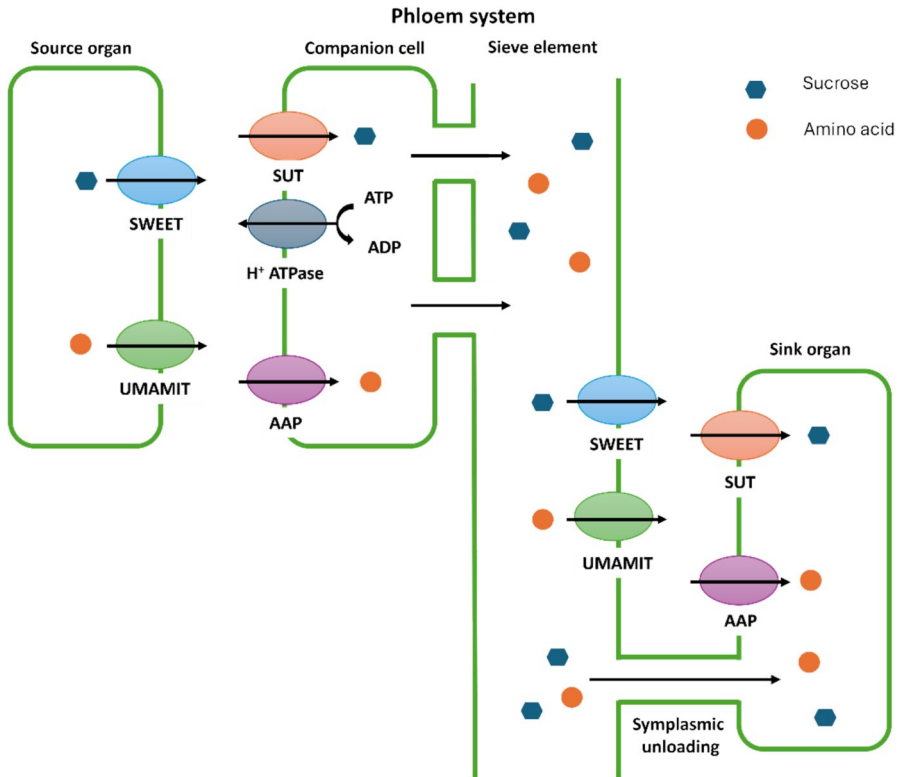 Phloem system
Source organ
Companion cell
Sieve element
Sucrose
Amino acid
SUT
SWEET
ATP
ADP
H⁺ ATPase
UMAMIT
AAP
Sink organ
SWEET
SUT
UMAMIT
AAP
Symplasmic
unloading